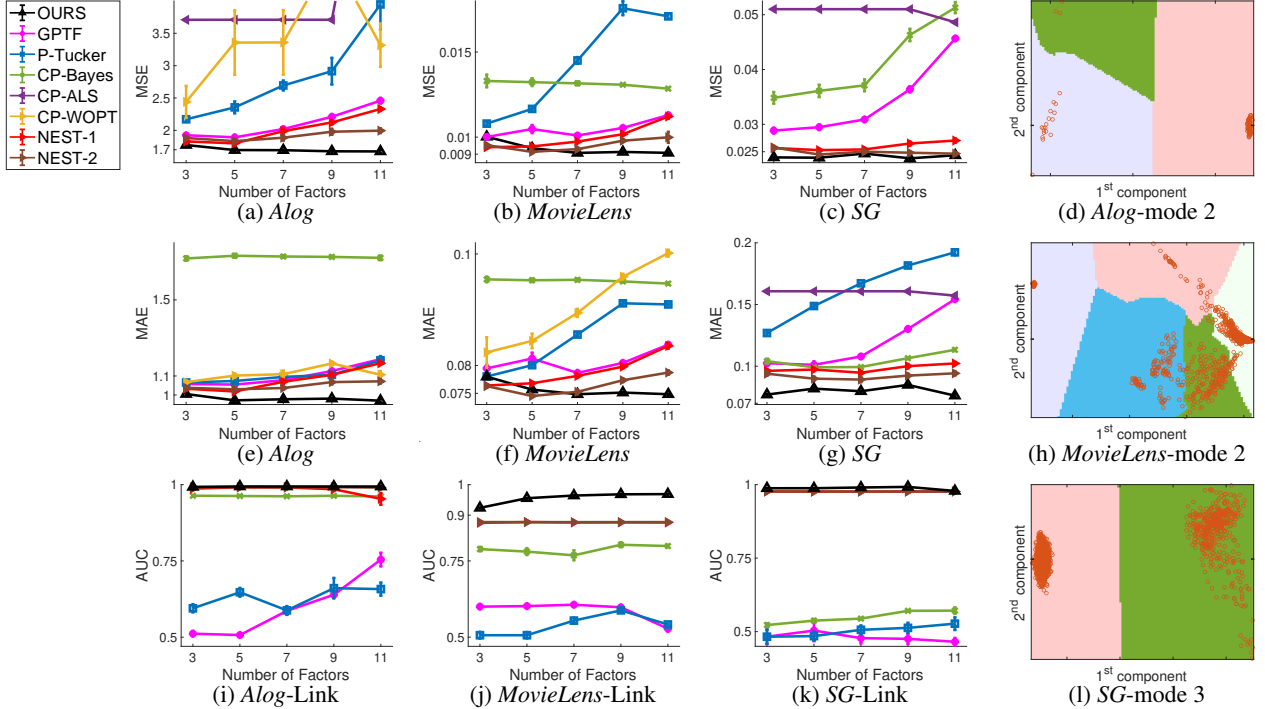 OURS
GPTF
P-Tucker
CP-Bayes
CP-ALS
CP-WOPT
NEST-1
NEST-2
MSE
3.5
3
2.5
2
1.7
3 5 7 9 11
Number of Factors
(a) Alog
MSE
0.015
0.01
0.009
3 5 7 9 11
Number of Factors
(b) MovieLens
MSE
0.05
0.04
0.03
0.025
3 5 7 9 11
Number of Factors
(c) SG
2nd component
1st component
(d) Alog-mode 2
MAE
1.5
1.1
1
3 5 7 9 11
Number of Factors
(e) Alog
MAE
0.1
0.08
0.075
3 5 7 9 11
Number of Factors
(f) MovieLens
MAE
0.2
0.15
0.1
0.07
3 5 7 9 11
Number of Factors
(g) SG
2nd component
1st component
(h) MovieLens-mode 2
AUC
1
0.75
0.5
3 5 7 9 11
Number of Factors
(i) Alog-Link
AUC
1
0.9
0.75
0.5
3 5 7 9 11
Number of Factors
(j) MovieLens-Link
AUC
1
0.75
0.5
3 5 7 9 11
Number of Factors
(k) SG-Link
2nd component
1st component
(l) SG-mode 3